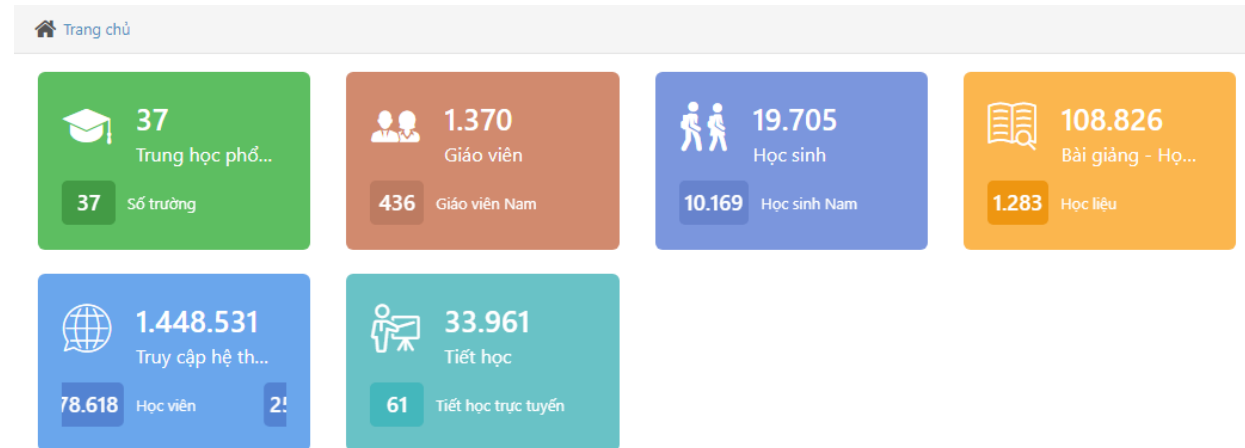 Trang chủ
37
Trung học phổ...
37 Số trường
1.370
Giáo viên
436 Giáo viên Nam
19.705
Học sinh
10.169 Học sinh Nam
108.826
Bài giảng - Họ...
1.283 Học liệu
1.448.531
Truy cập hệ th...
78.618 Học viên
33.961
Tiết học
61 Tiết học trực tuyến